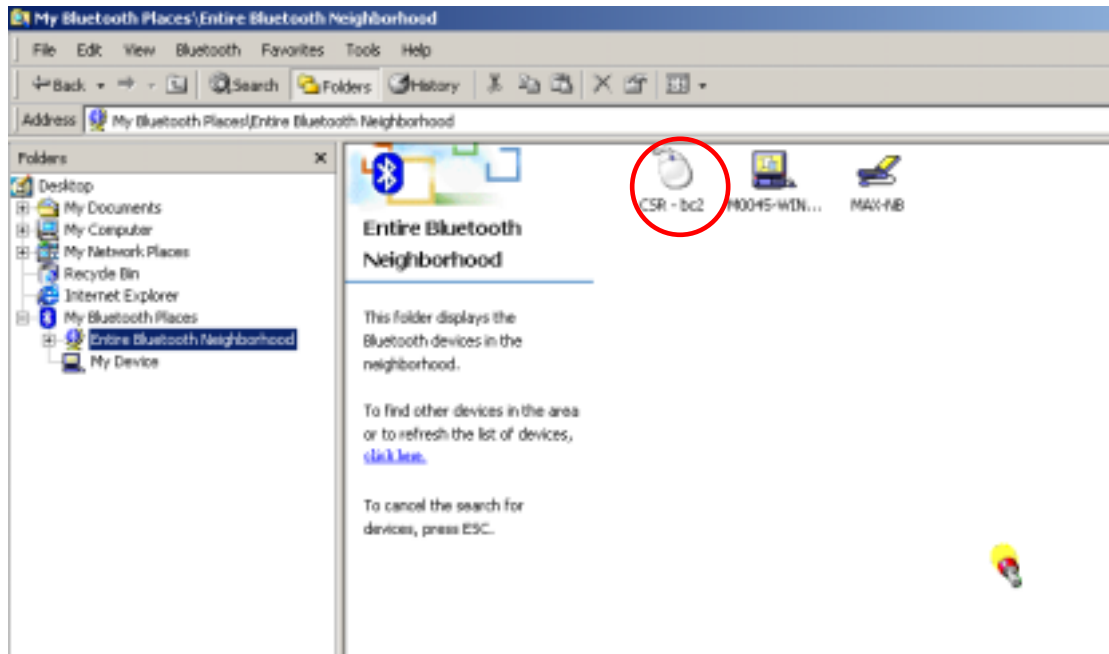 My Bluetooth Places\Entire Bluetooth Neighborhood
File Edit View Bluetooth Favorites Tools Help
Back Search Folders History
Address My Bluetooth Places\Entire Bluetooth Neighborhood
Folders
Desktop
My Documents
My Computer
My Network Places
Recycle Bin
Internet Explorer
My Bluetooth Places
Entire Bluetooth Neighborhood
My Device
Entire Bluetooth
Neighborhood
This folder displays the
Bluetooth devices in the
neighborhood.
To find other devices in the area
or to refresh the list of devices,
click here.
To cancel the search for
devices, press ESC.
CSR - bc2 M0045-WIN... MAX-NB